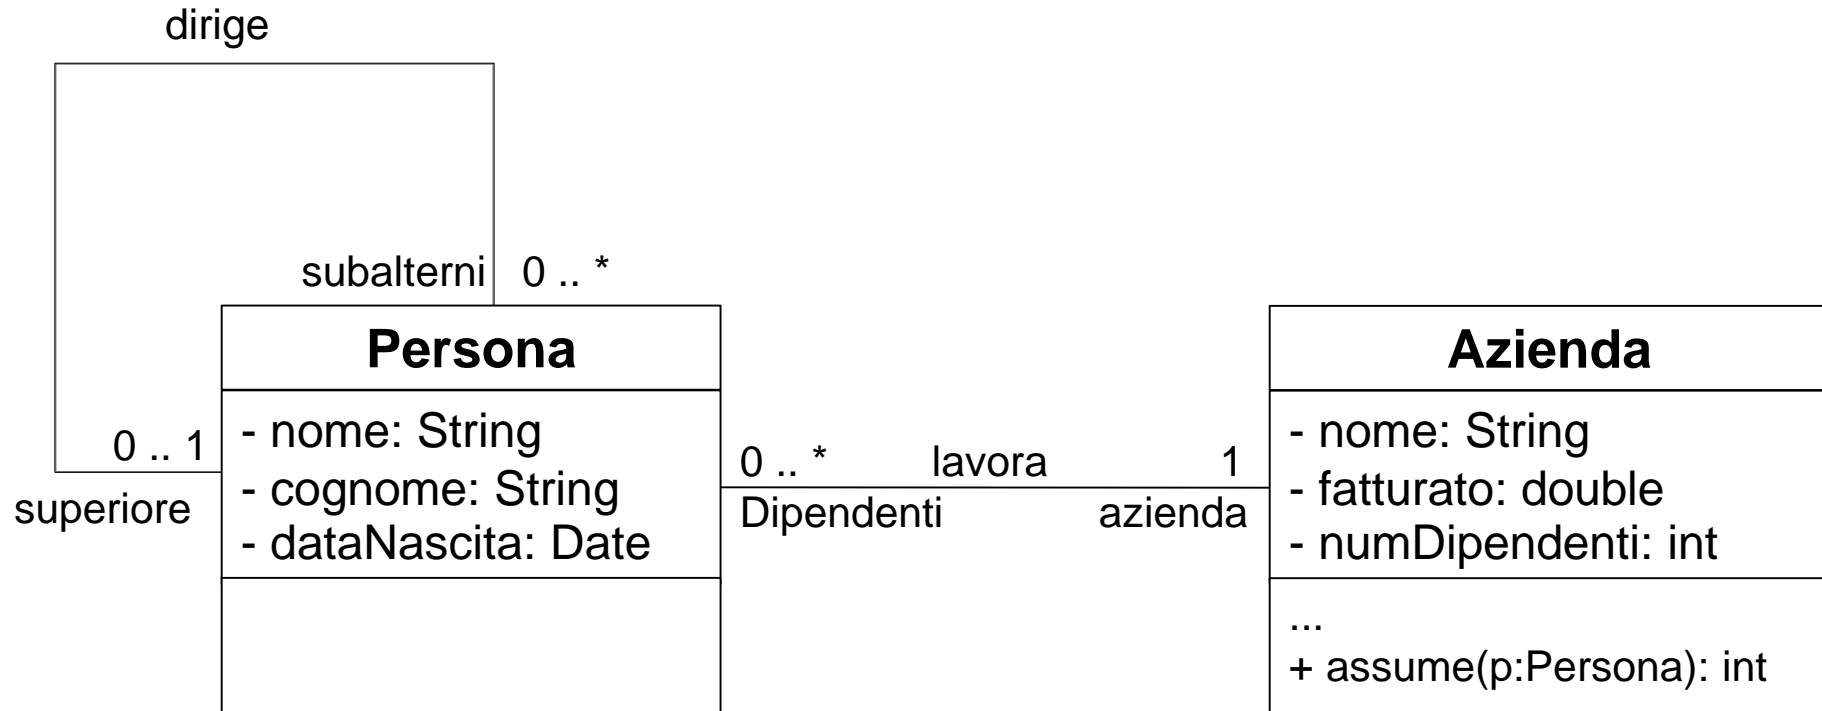 dirige
subalterni 0 .. *
Persona
Azienda
0 .. 1
superiore
- nome: String
- cognome: String
- dataNascita: Date
0 .. * lavora 1
Dipendenti azienda
- nome: String
- fatturato: double
- numDipendenti: int
...
+ assume(p:Persona): int